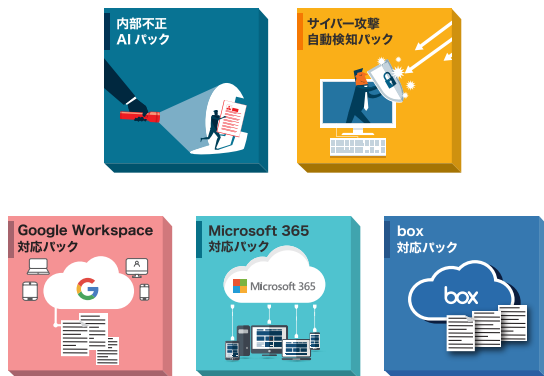 内部不正
AIパック
サイバー攻撃
自動検知パック
Google Workspace
対応パック
G
Microsoft 365
対応パック
Microsoft 365
box
対応パック
box